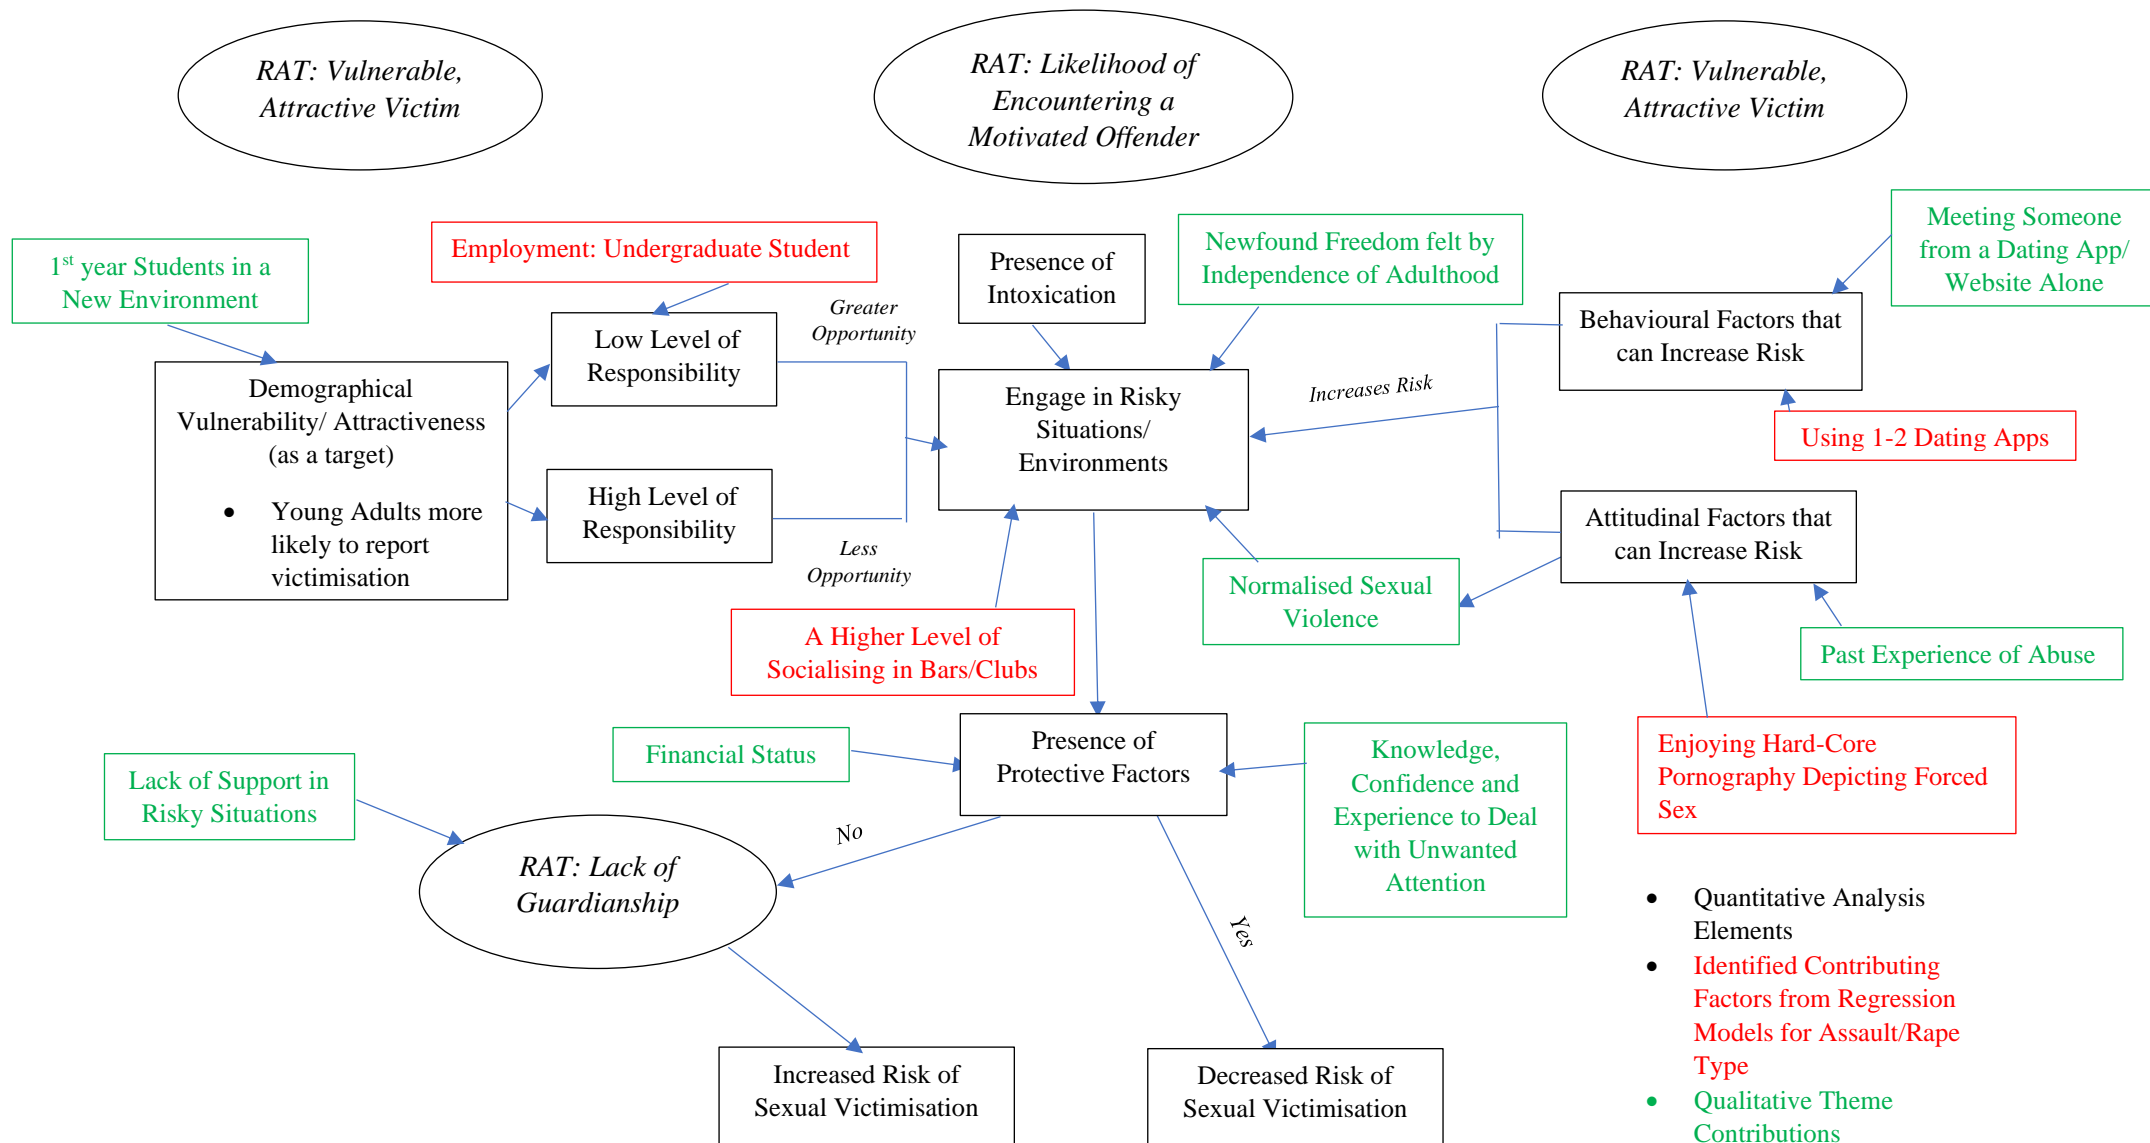 RAT: Vulnerable,
Attractive Victim
RAT: Likelihood of
Encountering a
Motivated Offender
RAT: Vulnerable,
Attractive Victim
1st year Students in a
New Environment
Employment: Undergraduate Student
Presence of
Intoxication
Newfound Freedom felt by
Independence of Adulthood
Meeting Someone
from a Dating App/
Website Alone
Greater
Opportunity
Low Level of
Responsibility
Behavioural Factors that
can Increase Risk
Demographical
Vulnerability/ Attractiveness
(as a target)
• Young Adults more
likely to report
victimisation
Engage in Risky
Situations/
Environments
Increases Risk
Using 1-2 Dating Apps
High Level of
Responsibility
Less
Opportunity
Attitudinal Factors that
can Increase Risk
Normalised Sexual
Violence
A Higher Level of
Socialising in Bars/Clubs
Past Experience of Abuse
Financial Status
Presence of
Protective Factors
Knowledge,
Confidence and
Experience to Deal
with Unwanted
Attention
Enjoying Hard-Core
Pornography Depicting Forced
Sex
Lack of Support in
Risky Situations
No
RAT: Lack of
Guardianship
Yes
• Quantitative Analysis
Elements
• Identified Contributing
Factors from Regression
Models for Assault/Rape
Type
• Qualitative Theme
Contributions
Increased Risk of
Sexual Victimisation
Decreased Risk of
Sexual Victimisation